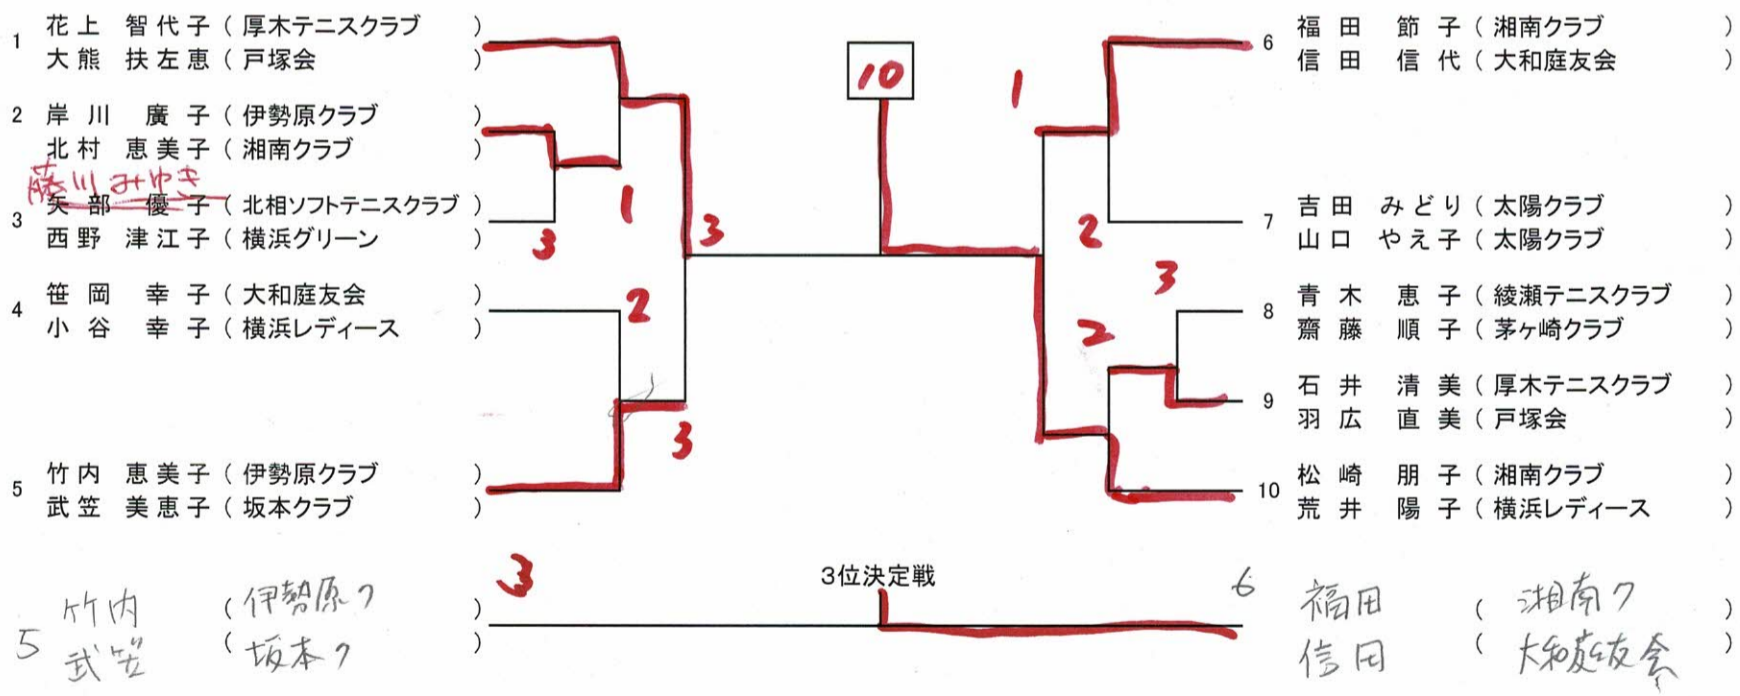 1 花上 智代子 ( 厚木テニスクラブ )
大熊 扶左恵 ( 戸塚会 )
2 岸川 廣子 ( 伊勢原クラブ )
北村 恵美子 ( 湘南クラブ )
藤川 みゆき
3 矢部 優子 ( 北相ソフトテニスクラブ )
西野 津江子 ( 横浜グリーン )
4 笹岡 幸子 ( 大和庭友会 )
小谷 幸子 ( 横浜レディース )
5 竹内 恵美子 ( 伊勢原クラブ )
武笠 美恵子 ( 坂本クラブ )
3
1
2
3
3
10
1
2
3
2
6 福田 節子 ( 湘南クラブ )
信田 信代 ( 大和庭友会 )
7 吉田 みどり ( 太陽クラブ )
山口 やえ子 ( 太陽クラブ )
8 青木 恵子 ( 綾瀬テニスクラブ )
齋藤 順子 ( 茅ヶ崎クラブ )
9 石井 清美 ( 厚木テニスクラブ )
羽広 直美 ( 戸塚会 )
10 松崎 朋子 ( 湘南クラブ )
荒井 陽子 ( 横浜レディース )
3位決定戦
5 竹内 ( 伊勢原ク )
武笠 ( 坂本ク )
3
6 福田 ( 湘南ク )
信田 ( 大和庭友会 )